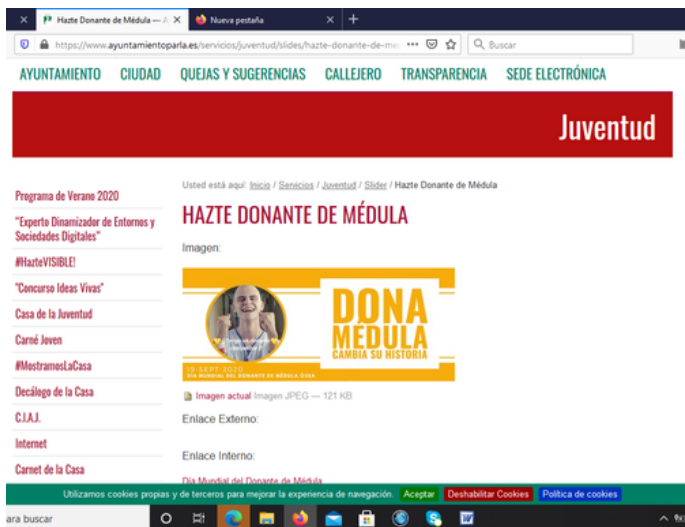 Hazte Donante de Médula — A
Nueva pestaña
https://www.ayuntamientoparla.es/servicios/juventud/slides/hazte-donante-de-me
Buscar
AYUNTAMIENTO CIUDAD QUEJAS Y SUGERENCIAS CALLEJERO TRANSPARENCIA SEDE ELECTRÓNICA
Juventud
Usted está aquí: Inicio / Servicios / Juventud / Slider / Hazte Donante de Médula
HAZTE DONANTE DE MÉDULA
Imagen:
DONA
MÉDULA
CAMBIA SU HISTORIA
19-SEPT-2020
DÍA MUNDIAL DEL DONANTE DE MÉDULA ÓSEA
Imagen actual Imagen JPEG — 121 KB
Enlace Externo:
Enlace Interno:
Día Mundial del Donante de Médula
Programa de Verano 2020
"Experto Dinamizador de Entornos y
Sociedades Digitales"
#HazteVISIBLE!
"Concurso Ideas Vivas"
Casa de la Juventud
Carné Joven
#MostramosLaCasa
Decálogo de la Casa
C.I.A.J.
Internet
Carnet de la Casa
Utilizamos cookies propias y de terceros para mejorar la experiencia de navegación. Aceptar Deshabilitar Cookies Política de cookies
ara buscar